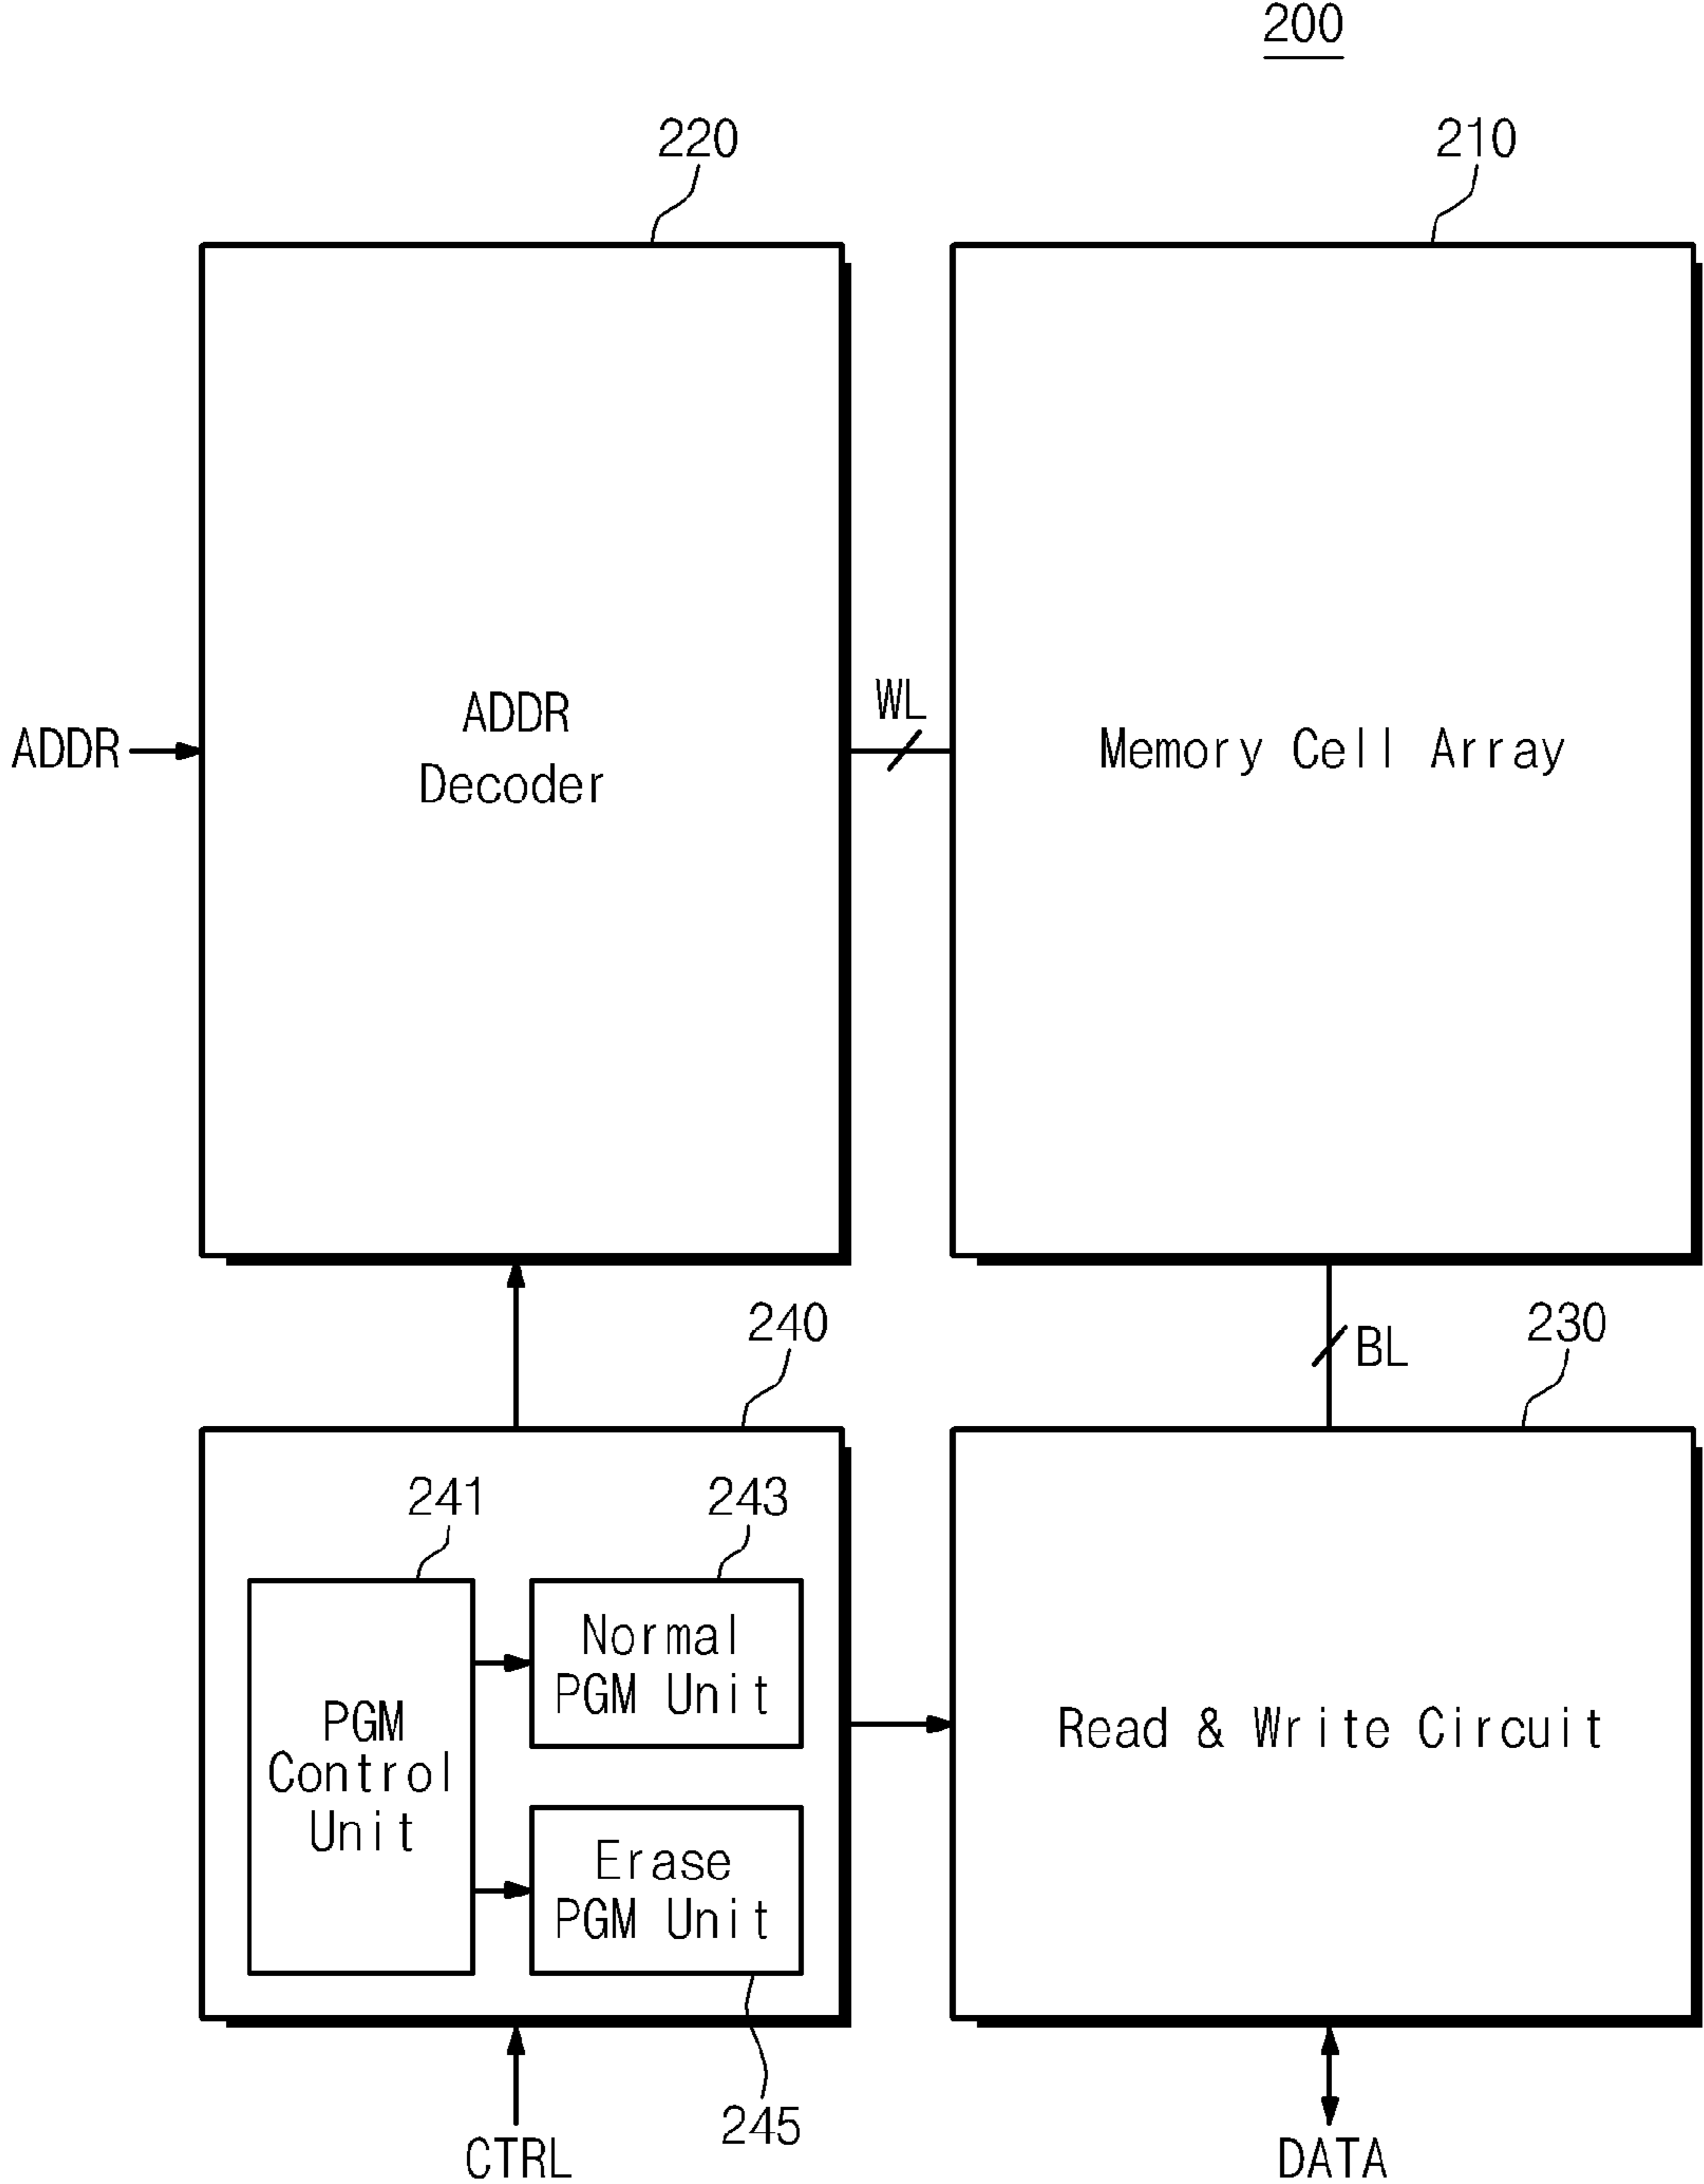 200
220
210
ADDR
ADDR
Decoder
WL
Memory Cell Array
240
BL
230
241
243
Normal
PGM Unit
PGM
Control
Unit
Erase
PGM Unit
Read & Write Circuit
245
CTRL
DATA